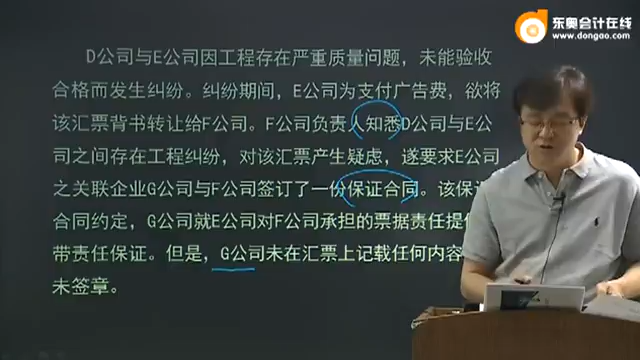 东奥会计在线
www.dongao.com
D公司与E公司因工程存在严重质量问题，未能验收
合格而发生纠纷。纠纷期间，E公司为支付广告费，欲将
该汇票背书转让给F公司。F公司负责人知悉D公司与E公
司之间存在工程纠纷，对该汇票产生疑虑，遂要求E公司
之关联企业G公司与F公司签订了一份保证合同。该保
合同约定，G公司就E公司对F公司承担的票据责任提
带责任保证。但是，G公司未在汇票上记载任何内容
未签章。